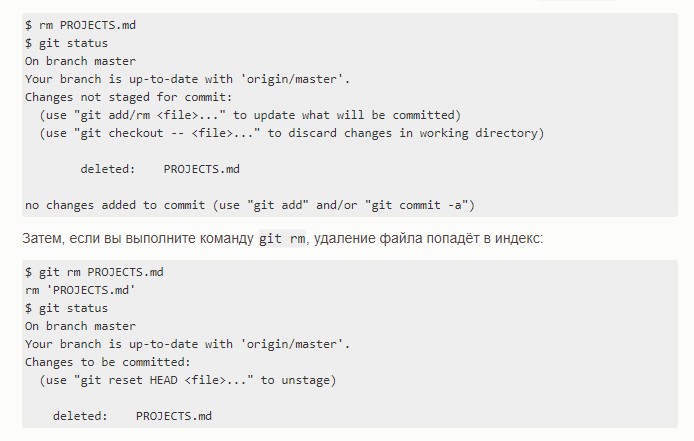 $ rm PROJECTS.md
$ git status
On branch master
Your branch is up-to-date with 'origin/master'.
Changes not staged for commit:
  (use "git add/rm <file>..." to update what will be committed)
  (use "git checkout -- <file>..." to discard changes in working directory)
        deleted:    PROJECTS.md
no changes added to commit (use "git add" and/or "git commit -a")
Затем, если вы выполните команду git rm, удаление файла попадёт в индекс:
$ git rm PROJECTS.md
rm 'PROJECTS.md'
$ git status
On branch master
Your branch is up-to-date with 'origin/master'.
Changes to be committed:
  (use "git reset HEAD <file>..." to unstage)
    deleted:    PROJECTS.md